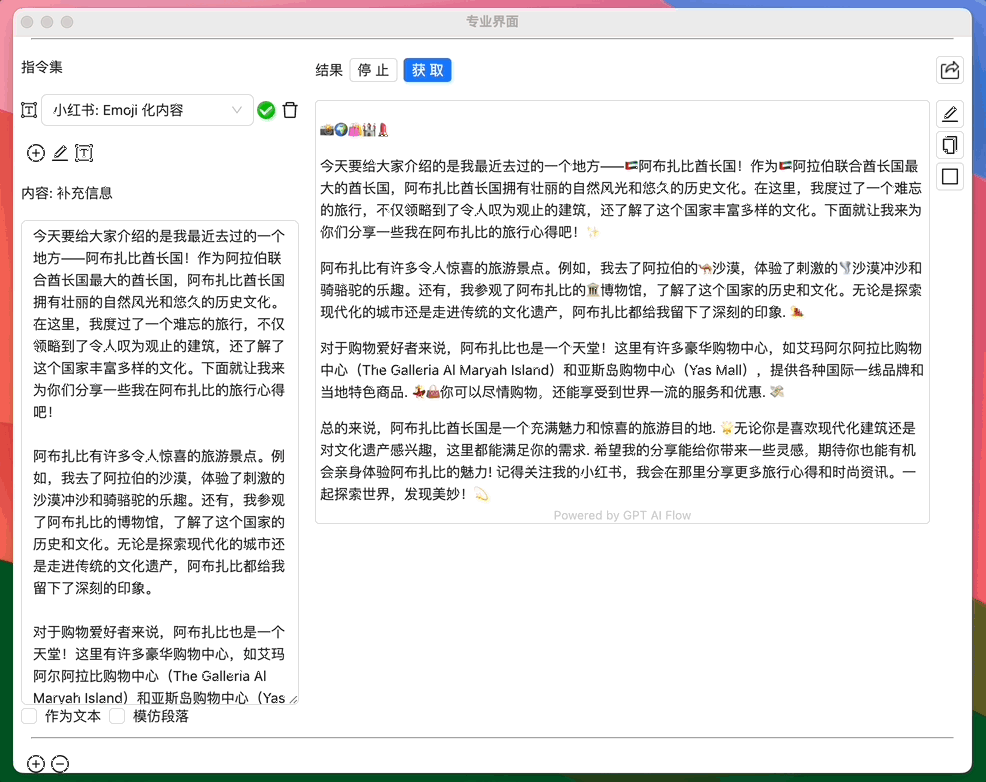 专业界面
指令集
小红书: Emoji 化内容
内容: 补充信息
今天要给大家介绍的是我最近去过的一个
地方——阿布扎比酋长国！作为阿拉伯联
合酋长国最大的酋长国，阿布扎比酋长国
拥有壮丽的自然风光和悠久的历史文化。
在这里，我度过了一个难忘的旅行，不仅
领略到了令人叹为观止的建筑，还了解了
这个国家丰富多样的文化。下面就让我来
为你们分享一些我在阿布扎比的旅行心得
吧！
阿布扎比有许多令人惊喜的旅游景点。例
如，我去了阿拉伯的沙漠，体验了刺激的
沙漠冲沙和骑骆驼的乐趣。还有，我参观
了阿布扎比的博物馆，了解了这个国家的
历史和文化。无论是探索现代化的城市还
是走进传统的文化遗产，阿布扎比都给我
留下了深刻的印象。
对于购物爱好者来说，阿布扎比也是一个
天堂！这里有许多豪华购物中心，如艾玛
阿尔阿拉比购物中心（The Galleria Al
Maryah Island）和亚斯岛购物中心（Yas
作为文本 模仿段落
结果 停 止 获 取
📸🌍🛍️🕌💄
今天要给大家介绍的是我最近去过的一个地方——🇦🇪阿布扎比酋长国！作为🇦🇪阿拉伯联合酋长国最
大的酋长国，阿布扎比酋长国拥有壮丽的自然风光和悠久的历史文化。在这里，我度过了一个难忘
的旅行，不仅领略到了令人叹为观止的建筑，还了解了这个国家丰富多样的文化。下面就让我来为
你们分享一些我在阿布扎比的旅行心得吧！✨
阿布扎比有许多令人惊喜的旅游景点。例如，我去了阿拉伯的🐪沙漠，体验了刺激的🌪️沙漠冲沙和
骑骆驼的乐趣。还有，我参观了阿布扎比的🏛️博物馆，了解了这个国家的历史和文化。无论是探索
现代化的城市还是走进传统的文化遗产，阿布扎比都给我留下了深刻的印象.
对于购物爱好者来说，阿布扎比也是一个天堂！这里有许多豪华购物中心，如艾玛阿尔阿拉比购物
中心（The Galleria Al Maryah Island）和亚斯岛购物中心（Yas Mall），提供各种国际一线品牌和
当地特色商品. 💃👜你可以尽情购物，还能享受到世界一流的服务和优惠. 💸
总的来说，阿布扎比酋长国是一个充满魅力和惊喜的旅游目的地. 🌟无论你是喜欢现代化建筑还是
对文化遗产感兴趣，这里都能满足你的需求. 希望我的分享能给你带来一些灵感，期待你也能有机
会亲身体验阿布扎比的魅力! 记得关注我的小红书，我会在那里分享更多旅行心得和时尚资讯。一
起探索世界，发现美妙！💫
Powered by GPT AI Flow